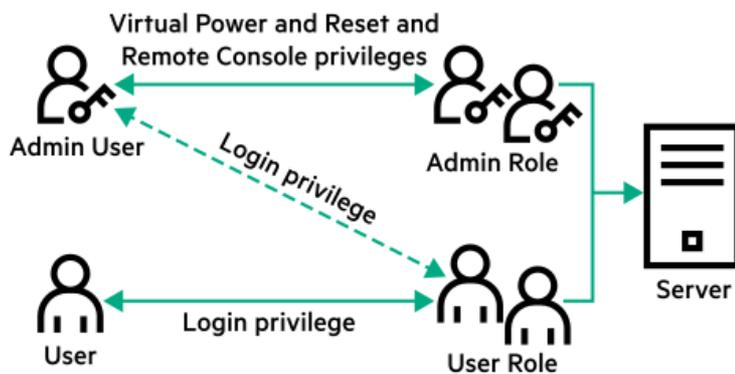 Virtual Power and Reset and
Remote Console privileges
Admin User
Admin Role
Login privilege
Server
Login privilege
User
User Role